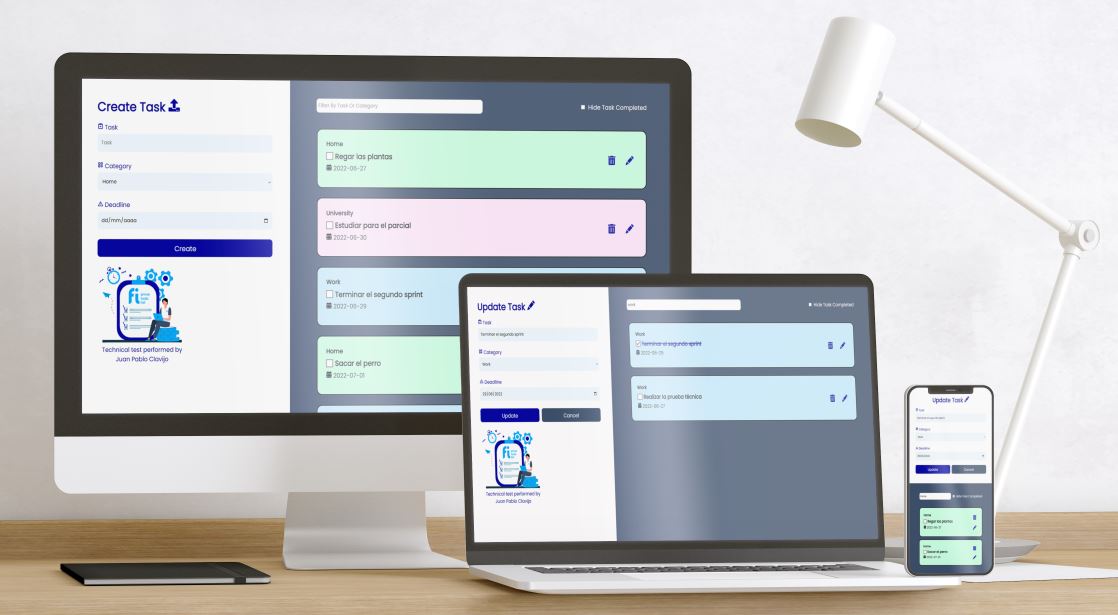 Create Task
Task
Task
Category
Home
Deadline
dd/mm/aaaa
Create
fi
Technical test performed by
Juan Pablo Clavijo
Filter By Task Or Category
Hide Task Completed
Home
Regar las plantas
2022-06-27
University
Estudiar para el parcial
2022-06-30
Work
Terminar el segundo sprint
2022-06-29
Home
Sacar el perro
2022-07-01
Update Task
Task
Terminar el segundo sprint
Category
Work
Deadline
29/06/2022
Update
Cancel
fi
Technical test performed by
Juan Pablo Clavijo
work
Hide Task Completed
Work
Terminar el segundo sprint
2022-06-29
Work
Realizar la prueba técnica
2022-06-27
Update Task
Task
Category
Deadline
Update
Cancel
Home
Hide Task Completed
Home
Regar las plantas
2022-06-27
Home
Sacar el perro
2022-07-01